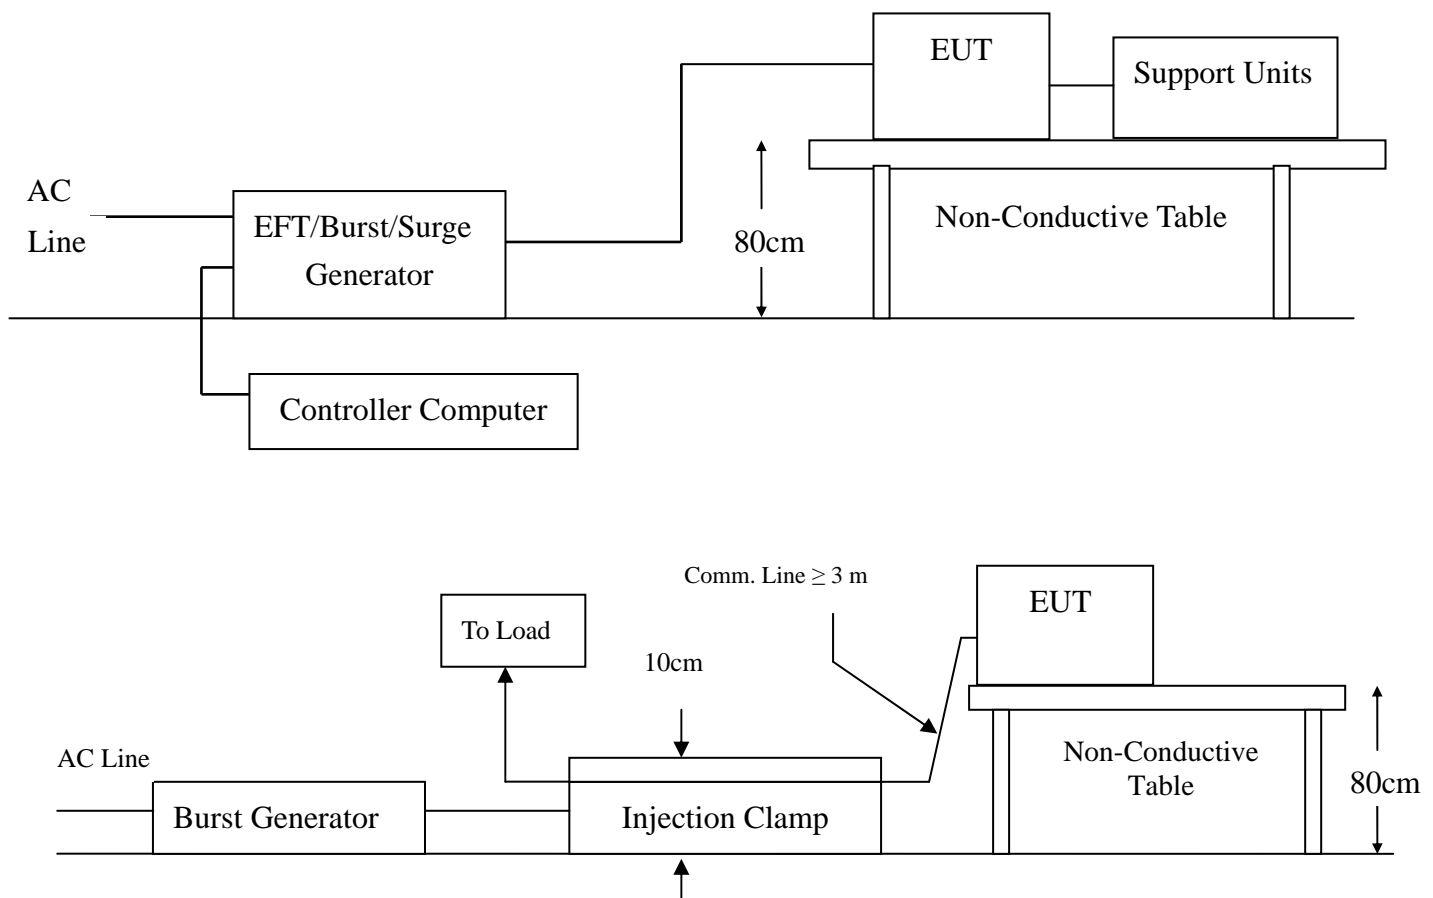 EUT
Support Units
AC
Line
EFT/Burst/Surge
Generator
80cm
Non-Conductive Table
Controller Computer
Comm. Line ≥ 3 m
EUT
To Load
10cm
AC Line
Non-Conductive
Table
80cm
Burst Generator
Injection Clamp